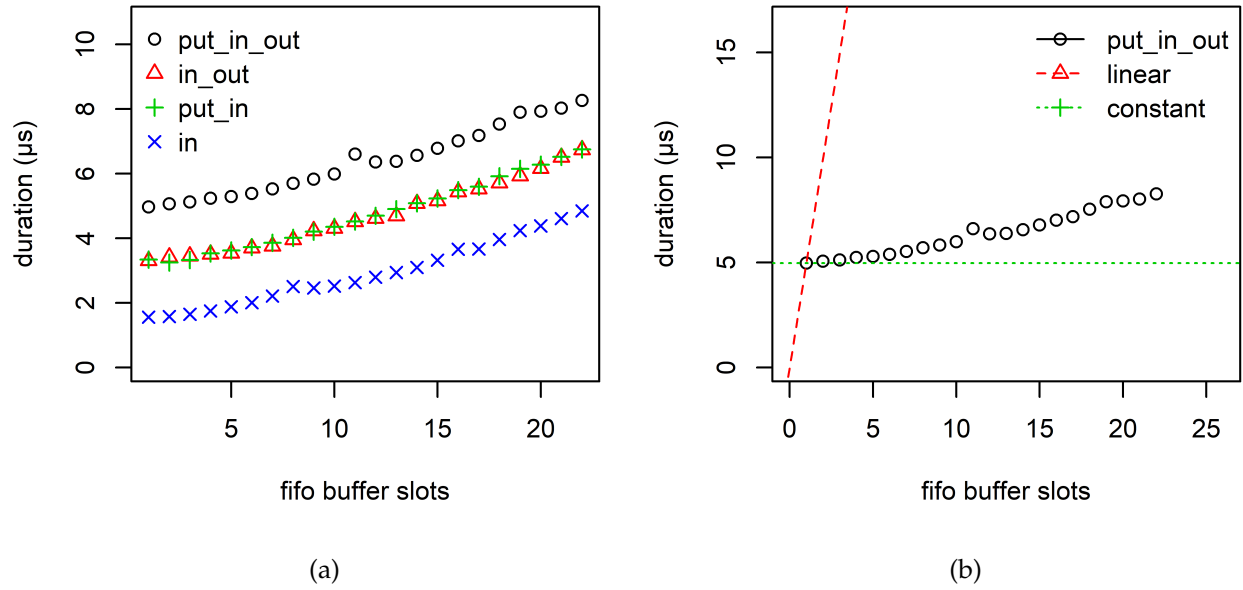 put_in_out
in_out
put_in
in
duration (µs)
0
2
4
6
8
10
5
10
15
20
fifo buffer slots
(a)
put_in_out
linear
constant
duration (µs)
0
5
10
15
0
5
10
15
20
25
fifo buffer slots
(b)